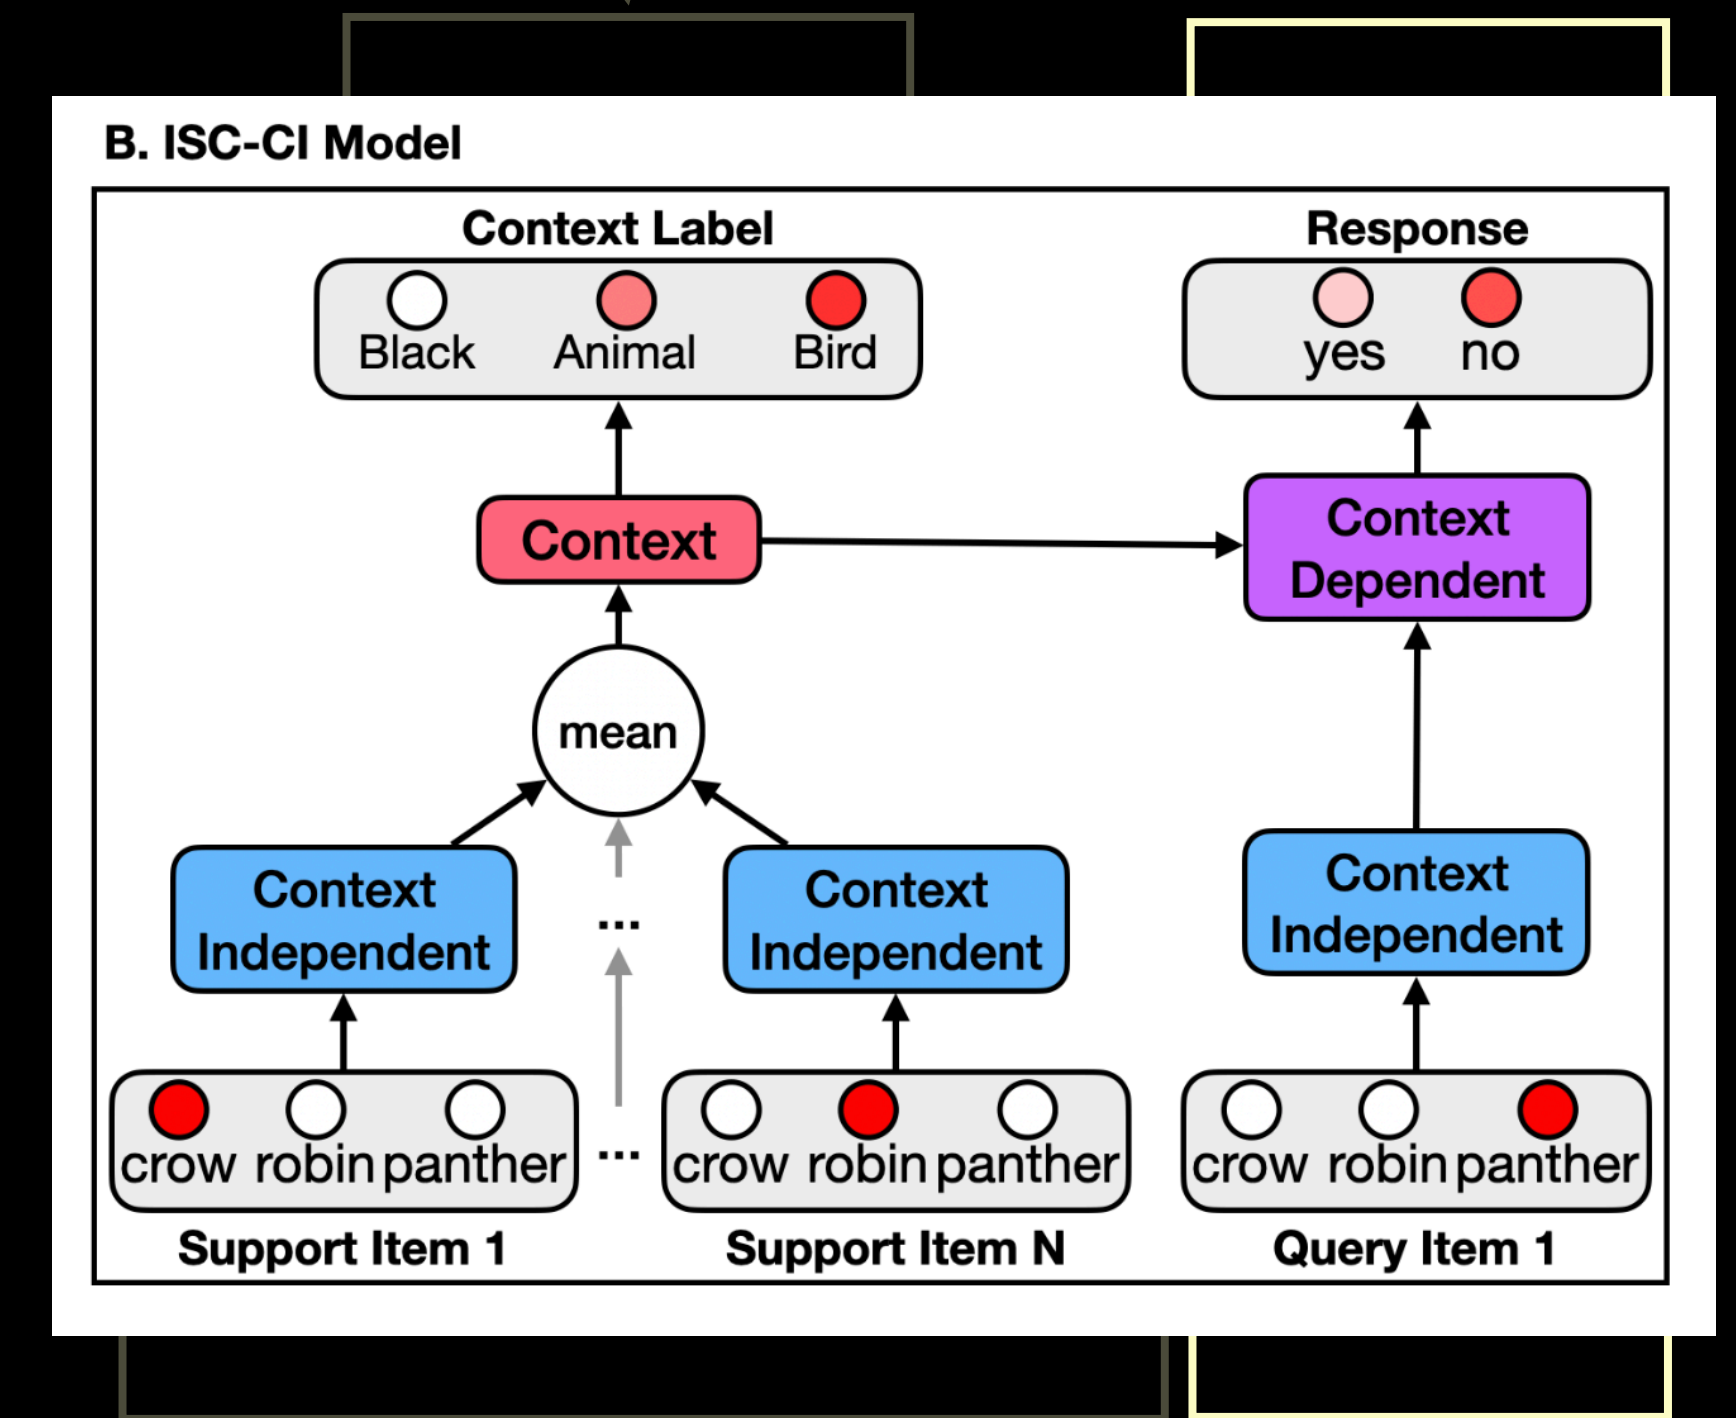 B. ISC-CI Model
Context Label
Response
Black Animal Bird
yes no
Context
Context
Dependent
mean
Context
Independent
...
Context
Independent
Context
Independent
crow robin panther
...
crow robin panther
crow robin panther
Support Item 1
Support Item N
Query Item 1